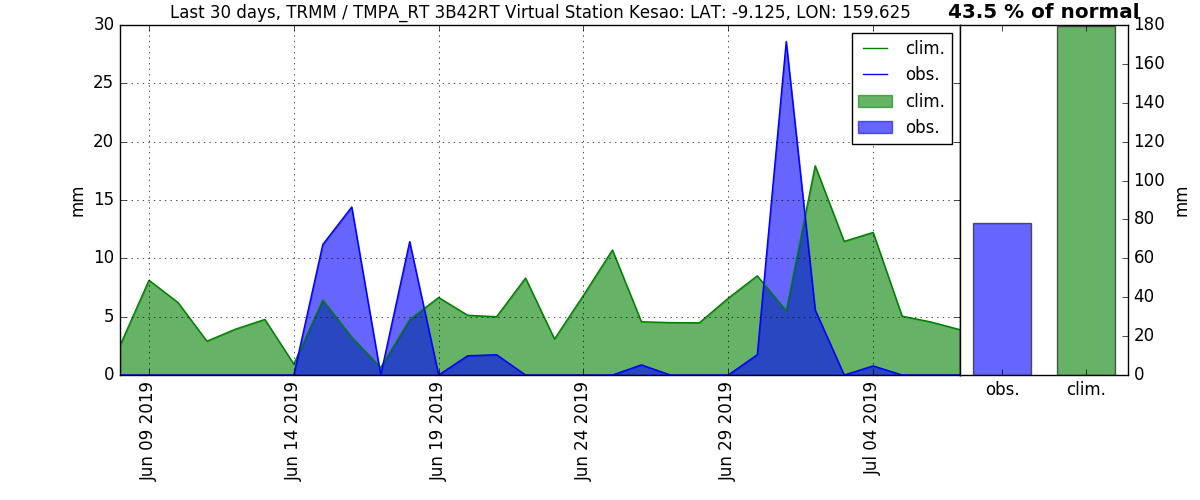 Last 30 days, TRMM / TMPA_RT 3B42RT Virtual Station Kesao: LAT: -9.125, LON: 159.625
43.5 % of normal
30
25
20
15
10
5
0
mm
clim.
obs.
clim.
obs.
180
160
140
120
100
80
60
40
20
0
mm
Jun 09 2019
Jun 14 2019
Jun 19 2019
Jun 24 2019
Jun 29 2019
Jul 04 2019
obs.
clim.